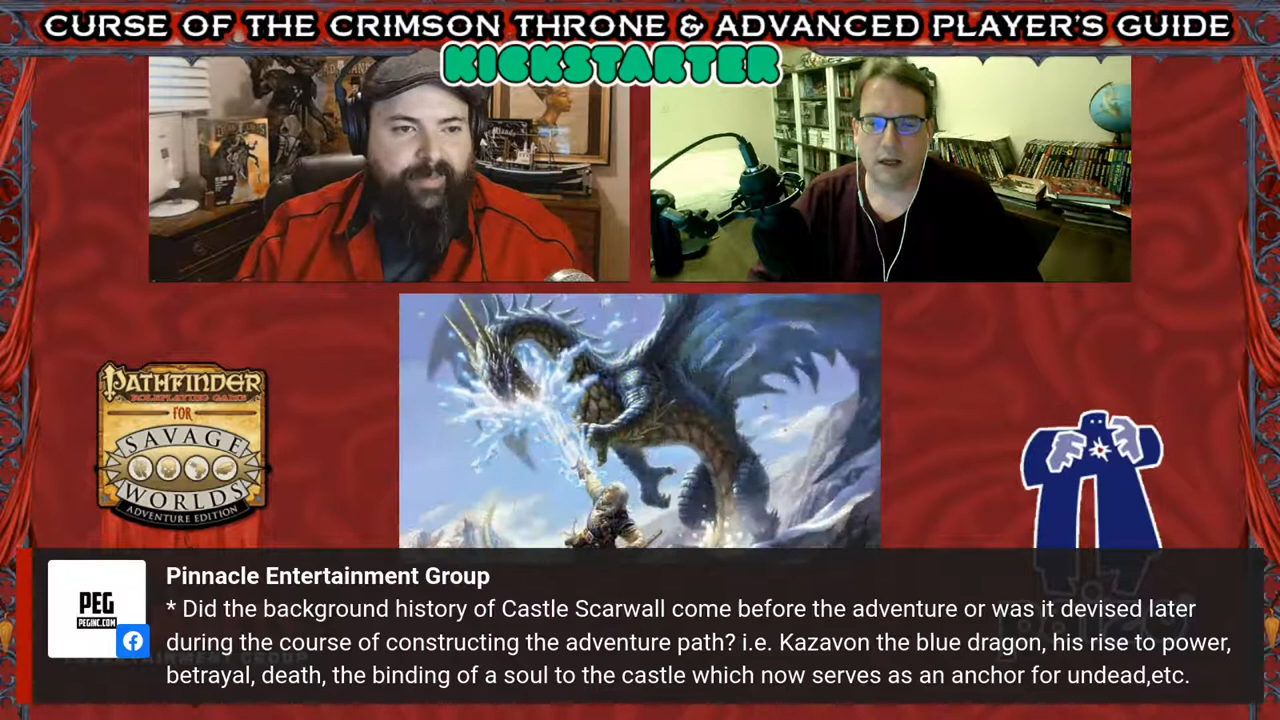 CURSE OF THE CRIMSON THRONE & ADVANCED PLAYER'S GUIDE
KICKSTARTER
PATHFINDER
ROLEPLAYING GAME
FOR
SAVAGE
WORLDS
ADVENTURE EDITION
PEG
PEGINC.COM
Pinnacle Entertainment Group
* Did the background history of Castle Scarwall come before the adventure or was it devised later
during the course of constructing the adventure path? i.e. Kazavon the blue dragon, his rise to power,
betrayal, death, the binding of a soul to the castle which now serves as an anchor for undead,etc.